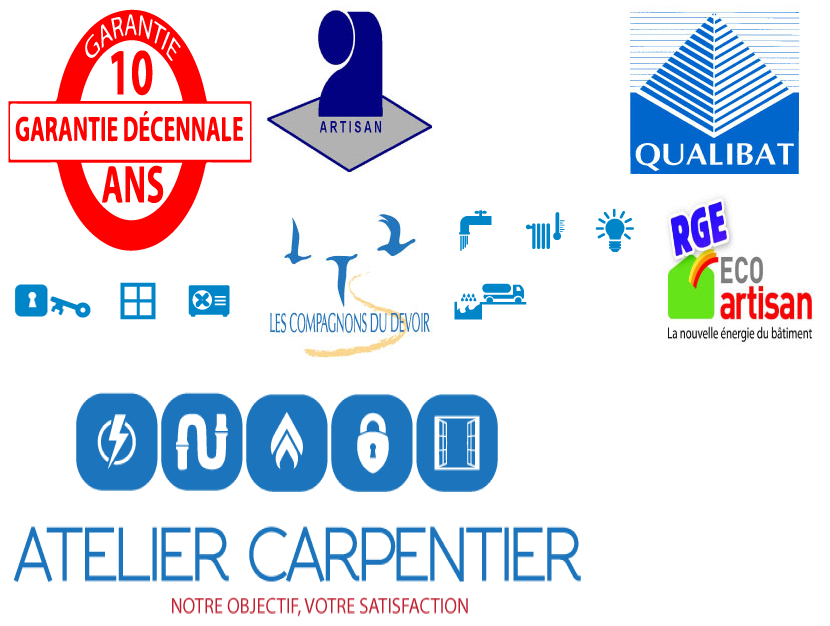 GARANTIE
10
GARANTIE DÉCENNALE
ANS
ARTISAN
QUALIBAT
LTS
LES COMPAGNONS DU DEVOIR
RGE
ECO
artisan
La nouvelle énergie du bâtiment
ATELIER CARPENTIER
NOTRE OBJECTIF, VOTRE SATISFACTION